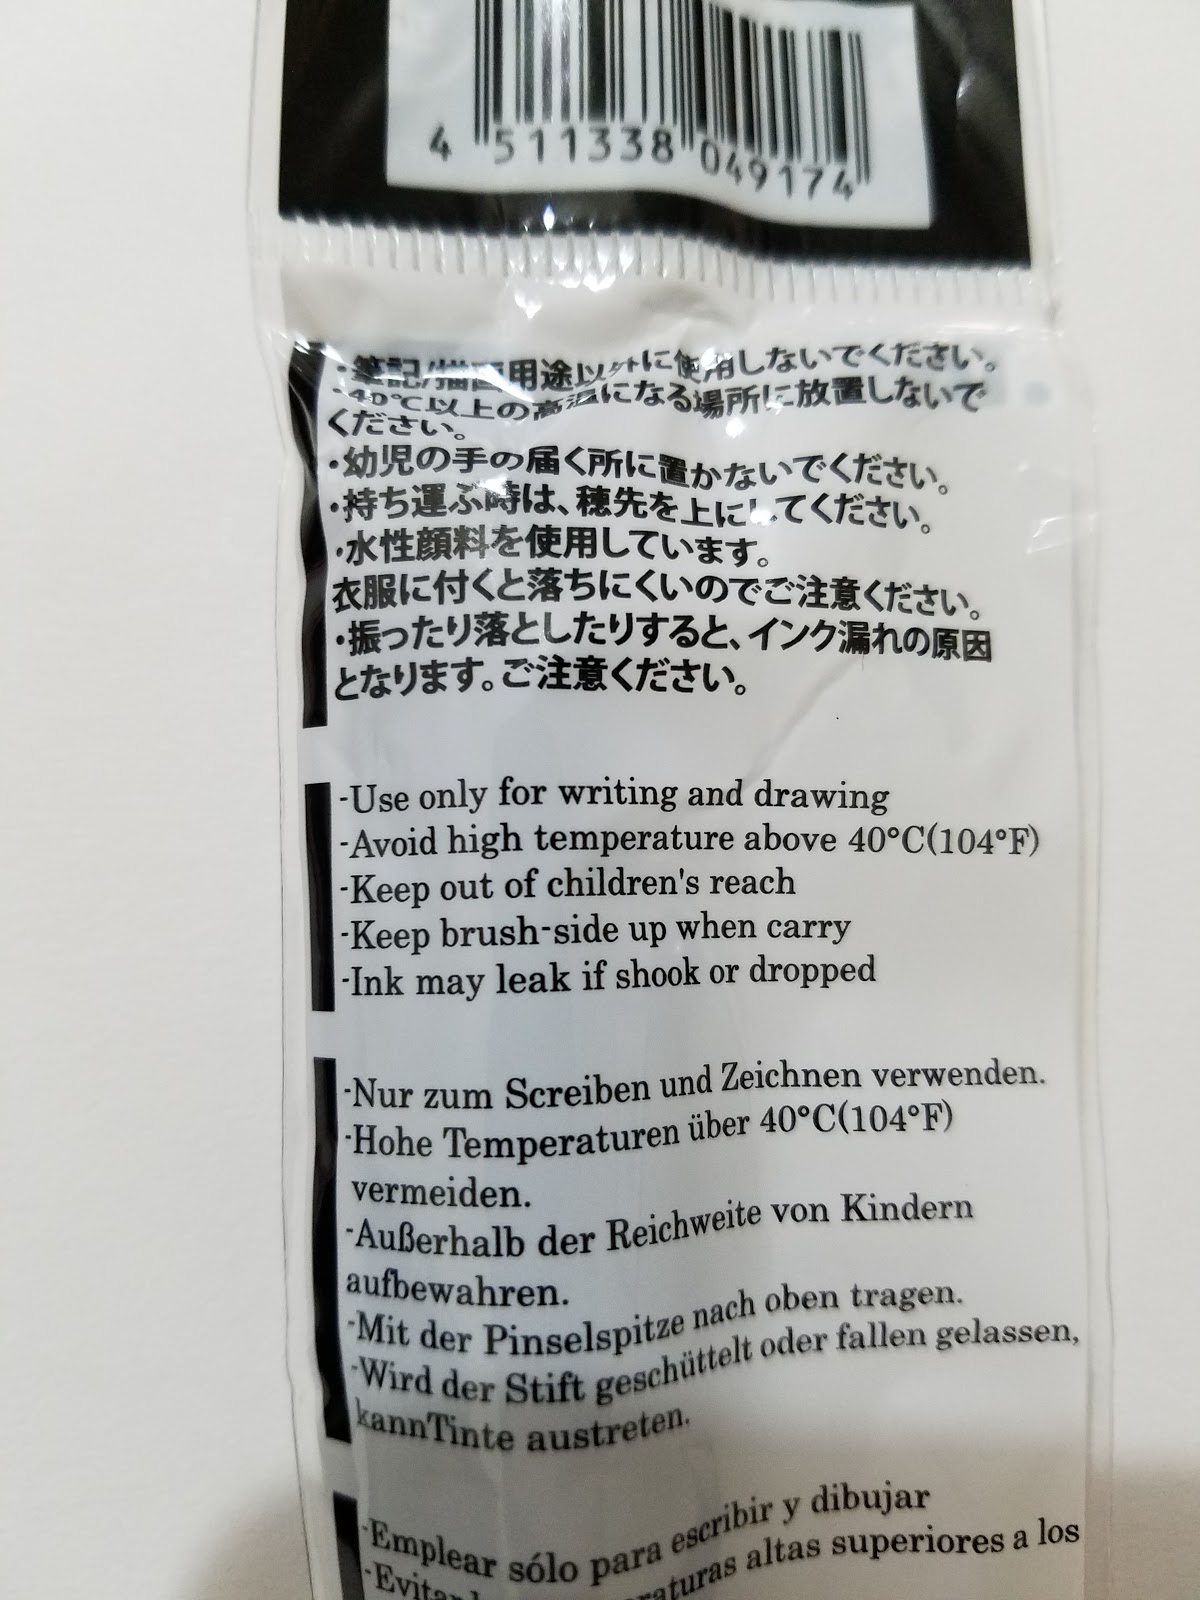 4 511338 049174
・筆記/描画用途以外に使用しないでください。
・40℃以上の高温になる場所に放置しないで
ください。
・幼児の手の届く所に置かないでください。
・持ち運ぶ時は、穂先を上にしてください。
・水性顔料を使用しています。
衣服に付くと落ちにくいのでご注意ください。
・振ったり落としたりすると、インク漏れの原因
となります。ご注意ください。
-Use only for writing and drawing
-Avoid high temperature above 40°C(104°F)
-Keep out of children's reach
-Keep brush-side up when carry
-Ink may leak if shook or dropped
-Nur zum Screiben und Zeichnen verwenden.
-Hohe Temperaturen über 40°C(104°F)
vermeiden.
-Außerhalb der Reichweite von Kindern
aufbewahren.
-Mit der Pinselspitze nach oben tragen.
-Wird der Stift geschüttelt oder fallen gelassen,
kannTinte austreten.
-Emplear sólo para escribir y dibujar
altas superiores a los